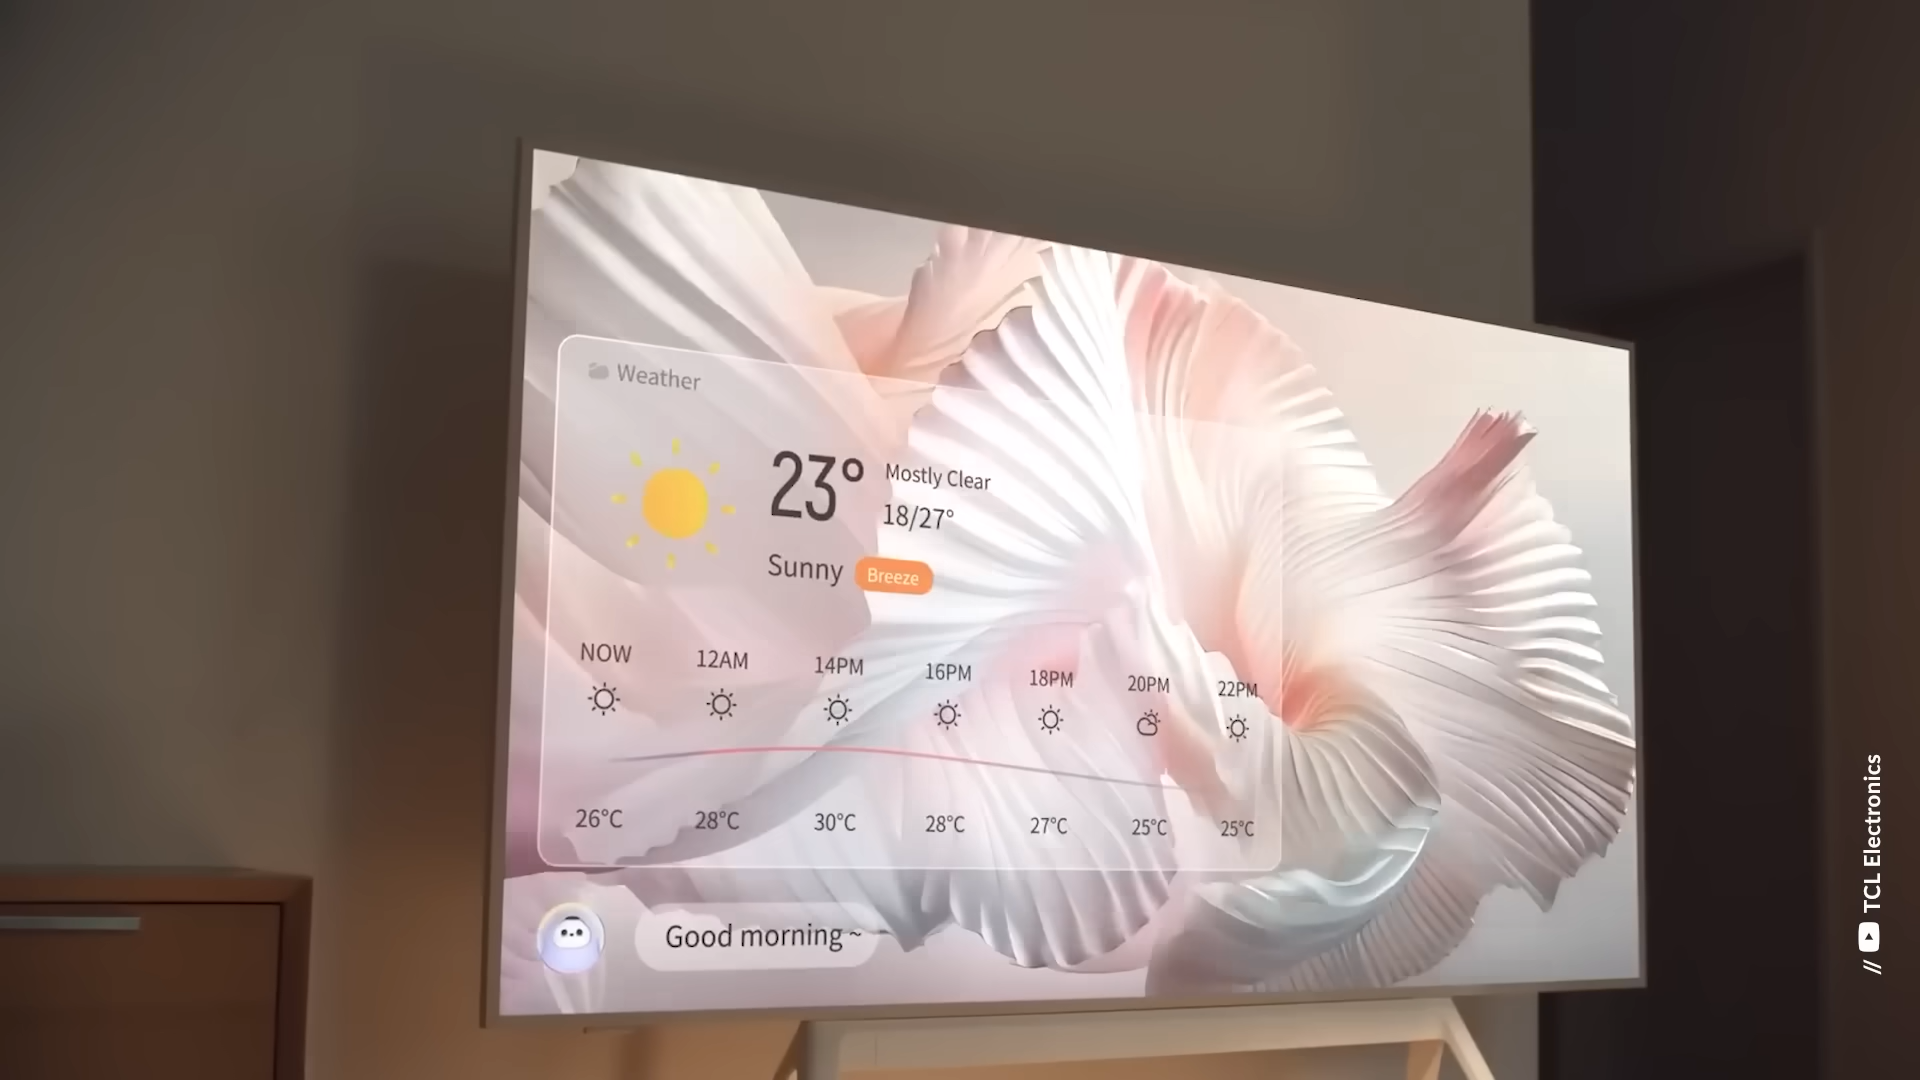 Weather
23°
Mostly Clear
18/27°
Sunny
Breeze
NOW 12AM 14PM 16PM 18PM 20PM 22PM
26°C 28°C 30°C 28°C 27°C 25°C 25°C
Good morning ~
// TCL Electronics